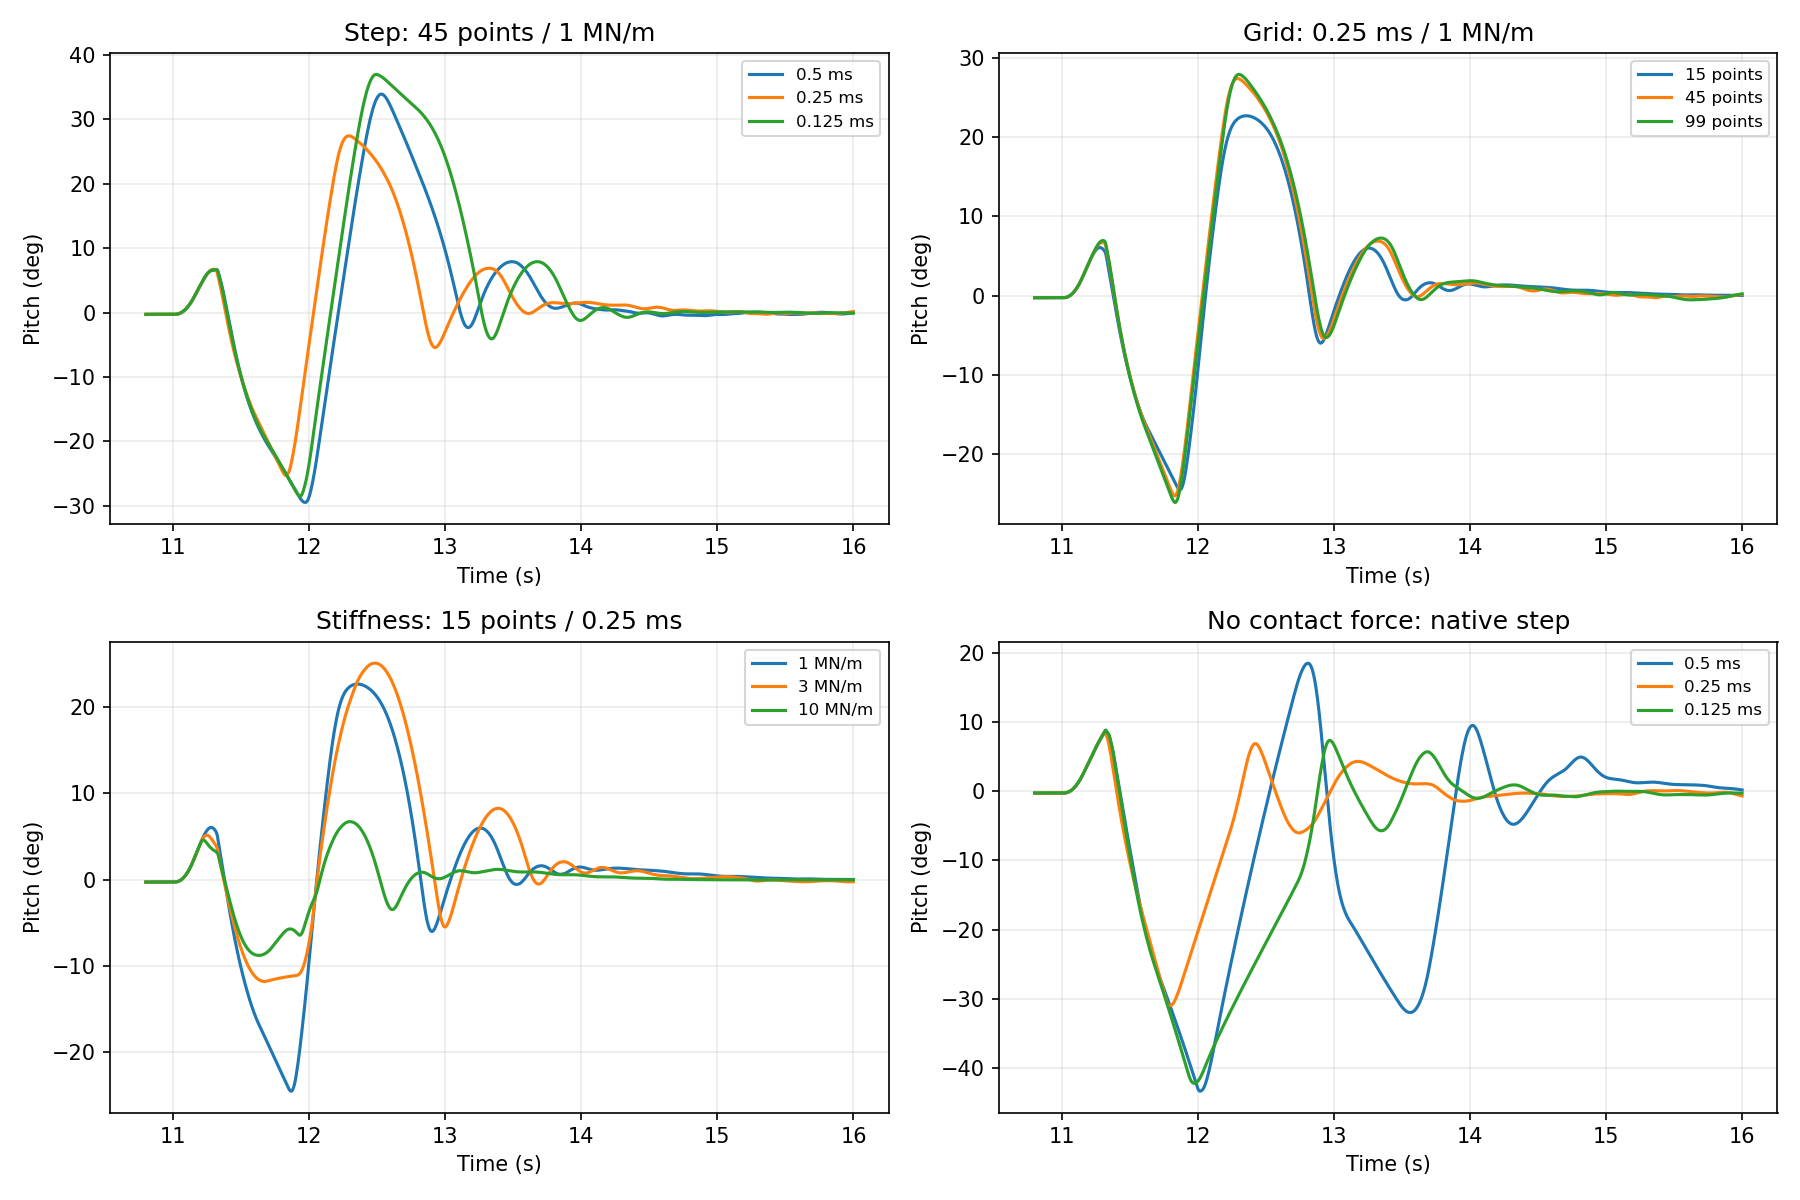 Step: 45 points / 1 MN/m
40
30
20
10
0
−10
−20
−30
Pitch (deg)
0.5 ms
0.25 ms
0.125 ms
11 12 13 14 15 16
Time (s)
Grid: 0.25 ms / 1 MN/m
30
20
10
0
−10
−20
Pitch (deg)
15 points
45 points
99 points
11 12 13 14 15 16
Time (s)
Stiffness: 15 points / 0.25 ms
20
10
0
−10
−20
Pitch (deg)
1 MN/m
3 MN/m
10 MN/m
11 12 13 14 15 16
Time (s)
No contact force: native step
20
10
0
−10
−20
−30
−40
Pitch (deg)
0.5 ms
0.25 ms
0.125 ms
11 12 13 14 15 16
Time (s)